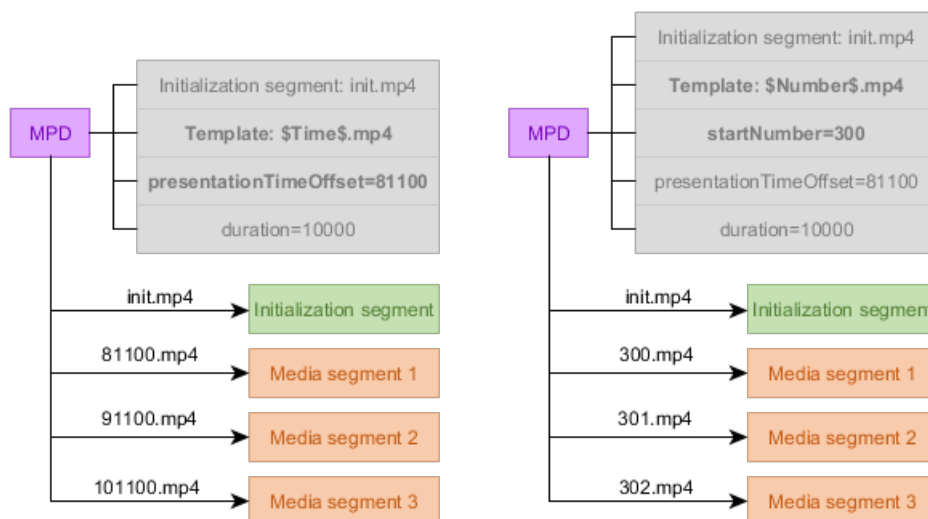 MPD
Initialization segment: init.mp4
Template: $Time$.mp4
presentationTimeOffset=81100
duration=10000
init.mp4
Initialization segment
81100.mp4
Media segment 1
91100.mp4
Media segment 2
101100.mp4
Media segment 3
MPD
Initialization segment: init.mp4
Template: $Number$.mp4
startNumber=300
presentationTimeOffset=81100
duration=10000
init.mp4
Initialization segment
300.mp4
Media segment 1
301.mp4
Media segment 2
302.mp4
Media segment 3